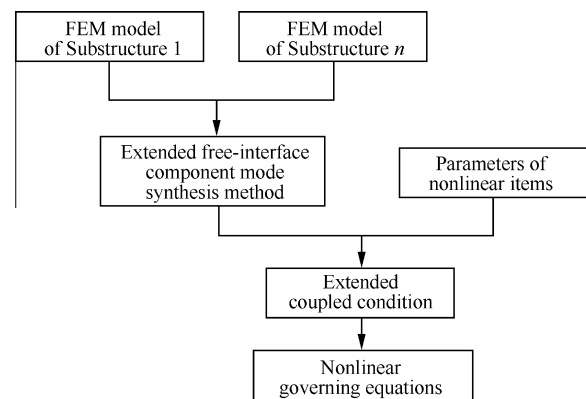 FEM model
of Substructure 1
FEM model
of Substructure n
Extended free-interface
component mode
synthesis method
Parameters of
nonlinear items
Extended
coupled condition
Nonlinear
governing equations